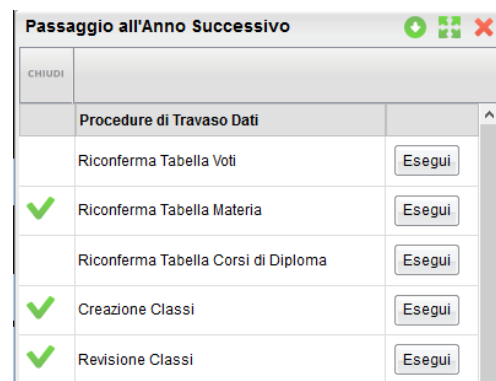 Passaggio all'Anno Successivo
CHIUDI
Procedure di Travaso Dati
Riconferma Tabella Voti Esegui
Riconferma Tabella Materia Esegui
Riconferma Tabella Corsi di Diploma Esegui
Creazione Classi Esegui
Revisione Classi Esegui